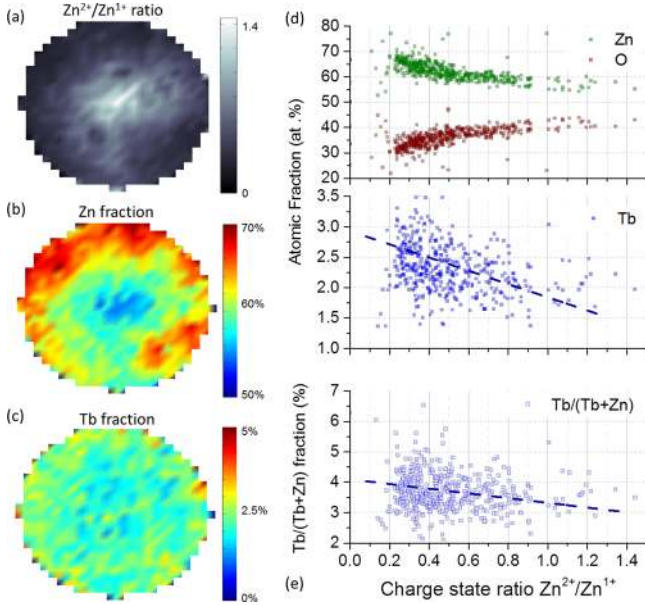 (a)
Zn²⁺/Zn¹⁺ ratio
1.4
0
(b)
Zn fraction
70%
60%
50%
(c)
Tb fraction
5%
2.5%
0%
(d)
Zn
O
80
70
60
50
40
30
20
Atomic Fraction (at .%)
3.5
3.0
2.5
2.0
1.5
1.0
Tb
Tb/(Tb+Zn) fraction (%)
7
6
5
4
3
2
Tb/(Tb+Zn)
0.0 0.2 0.4 0.6 0.8 1.0 1.2 1.4
(e)
Charge state ratio Zn²⁺/Zn¹⁺